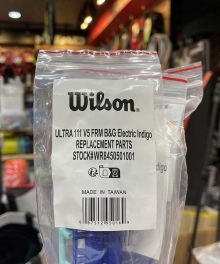 Wilson.
ULTRA 111 V5 FRM B&G Electric Indigo
REPLACEMENT PARTS
STOCK#WR8450501001
MADE IN TAIWAN